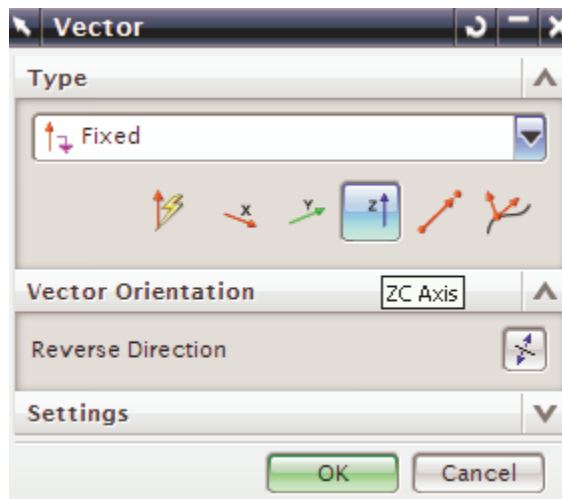 Vector
Type
Fixed
X Y Z
Vector Orientation
ZC Axis
Reverse Direction
Settings
OK Cancel